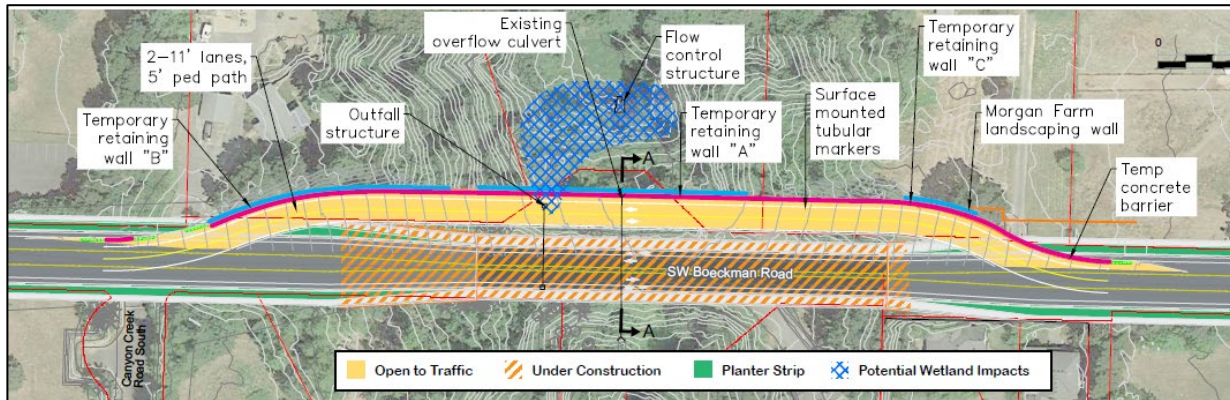 2-11' lanes,
5' ped path
Temporary
retaining
wall "B"
Existing
overflow culvert
Outfall
structure
Flow
control
structure
Temporary
retaining
wall "A"
Surface
mounted
tubular
markers
Temporary
retaining
wall "C"
Morgan Farm
landscaping wall
Temp
concrete
barrier
0
A
A
SW Boeckman Road
Canyon Creek
Road South
Open to Traffic
Under Construction
Planter Strip
Potential Wetland Impacts